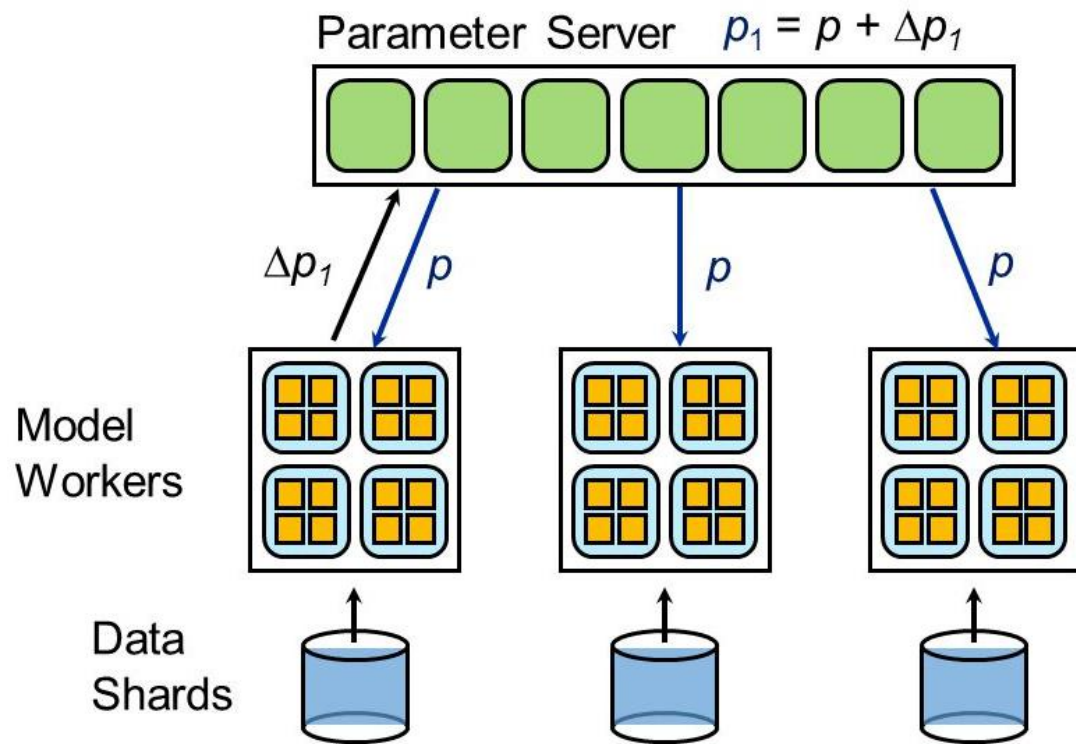 Parameter Server p₁ = p + Δp₁
Δp₁
p
p
p
Model
Workers
Data
Shards